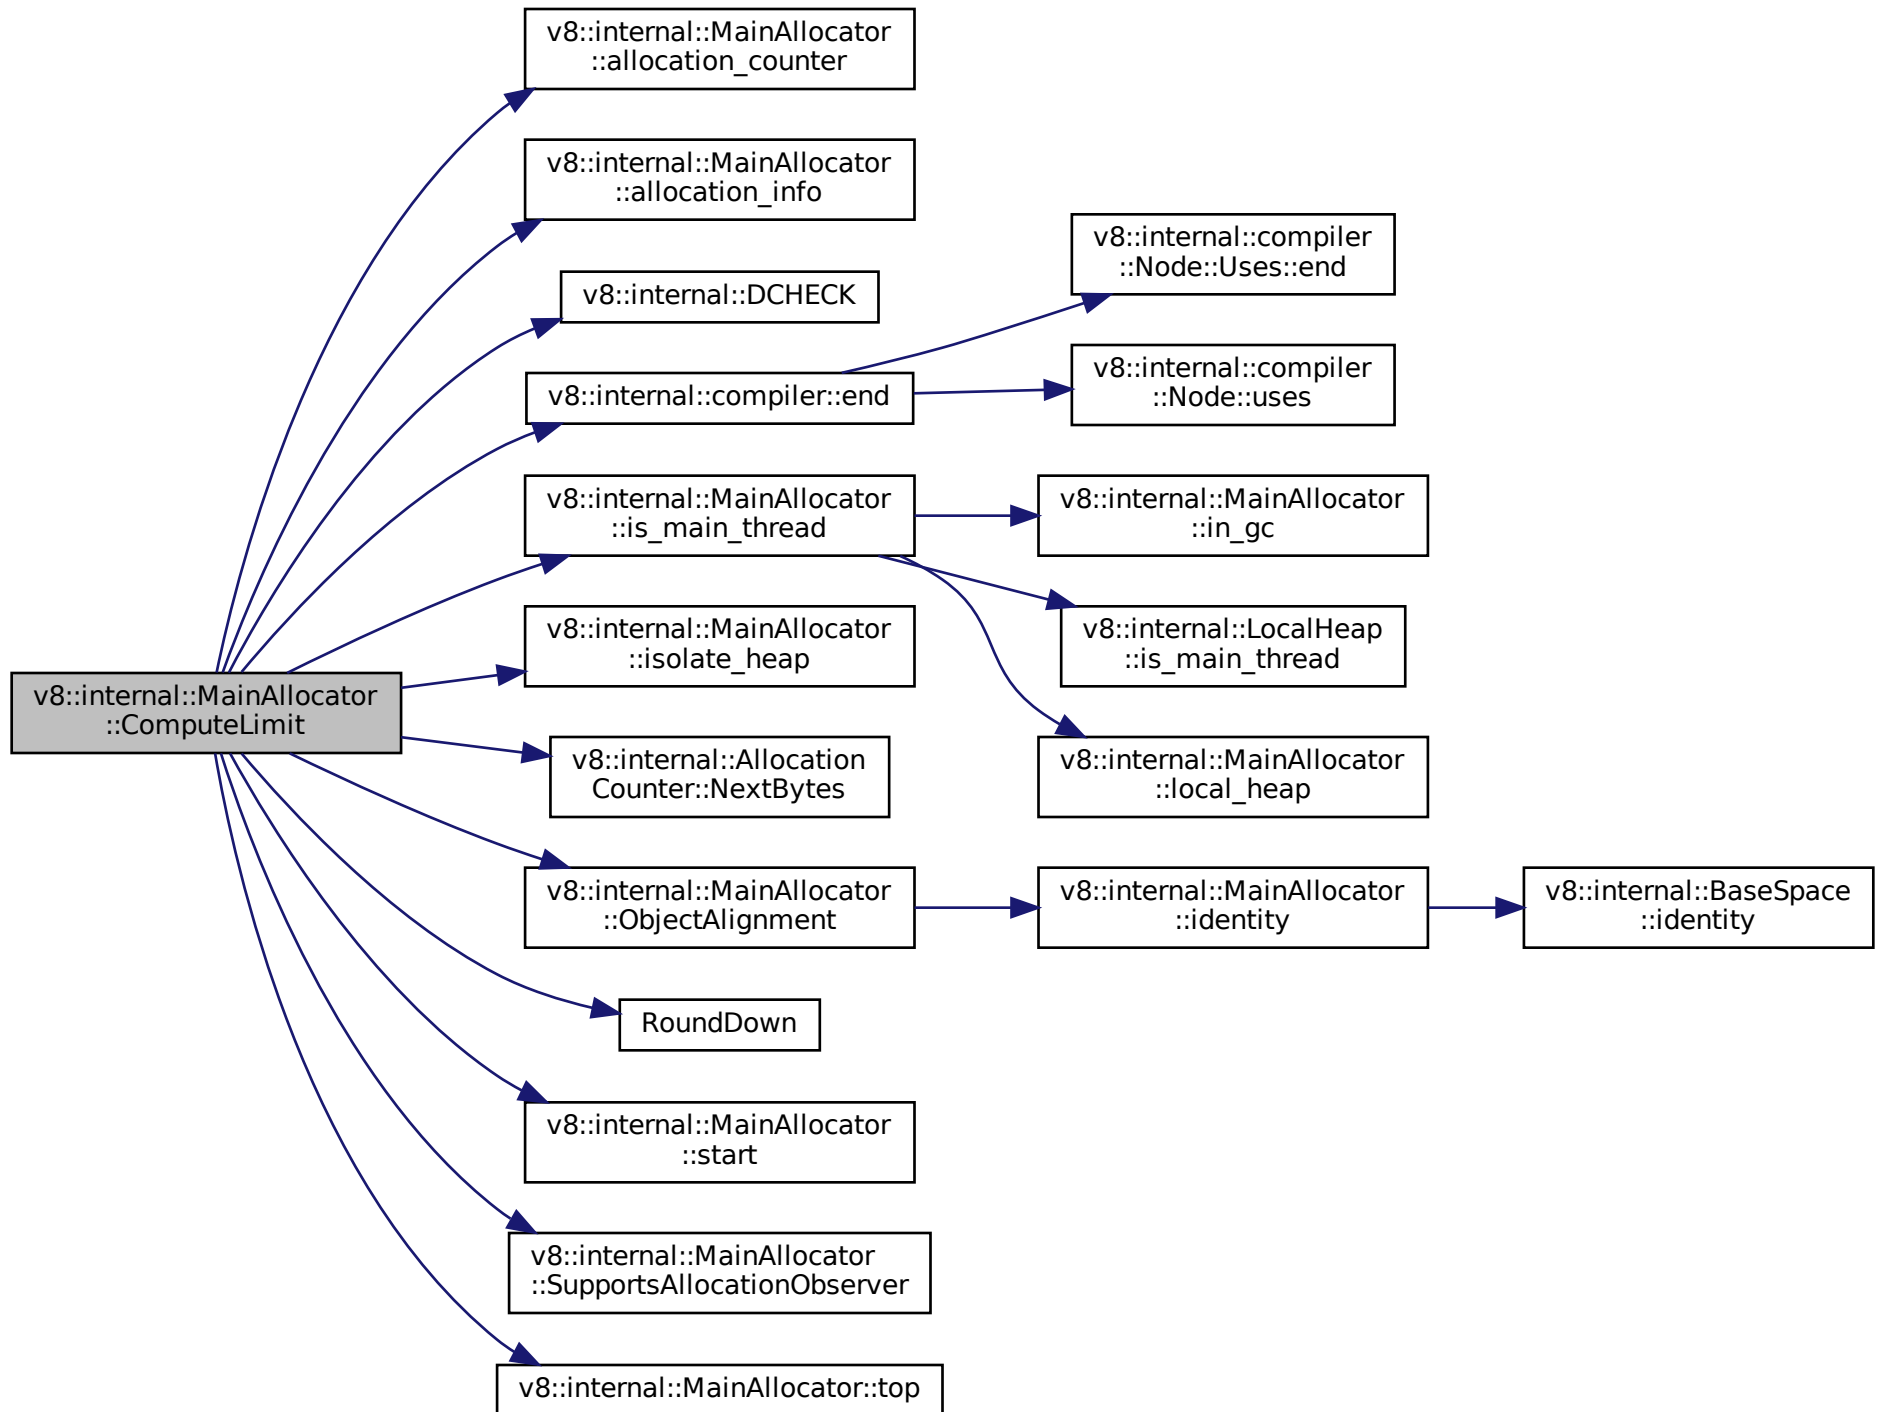 v8::internal::MainAllocator
::allocation_counter
v8::internal::MainAllocator
::allocation_info
v8::internal::compiler
::Node::Uses::end
v8::internal::DCHECK
v8::internal::compiler
::Node::uses
v8::internal::compiler::end
v8::internal::MainAllocator
::is_main_thread
v8::internal::MainAllocator
::in_gc
v8::internal::MainAllocator
::isolate_heap
v8::internal::LocalHeap
::is_main_thread
v8::internal::MainAllocator
::ComputeLimit
v8::internal::Allocation
Counter::NextBytes
v8::internal::MainAllocator
::local_heap
v8::internal::MainAllocator
::ObjectAlignment
v8::internal::MainAllocator
::identity
v8::internal::BaseSpace
::identity
RoundDown
v8::internal::MainAllocator
::start
v8::internal::MainAllocator
::SupportsAllocationObserver
v8::internal::MainAllocator::top